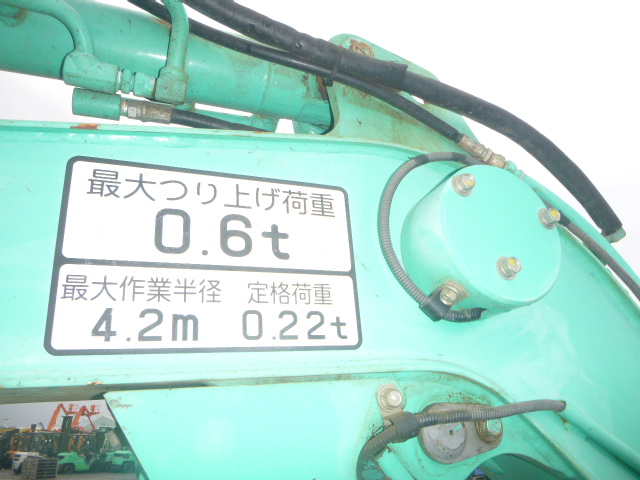 最大つり上げ荷重
0.6t
最大作業半径 定格荷重
4.2m 0.22t